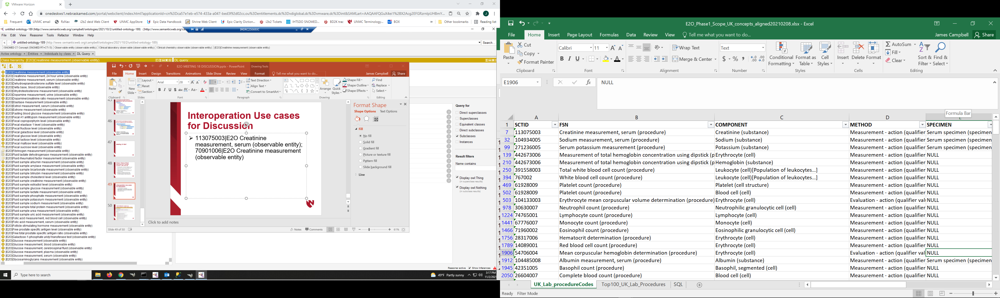 VMware Horizon
onedeskws1.nebraskamed.com/portal/webclient/index.html?applicationId=cn%3Dca57e1eb-e574-433a-a047-bed3f92d02cc,ou%3Dentitlements,dc%3Dvdiglobal,dc%3Dvmware,dc%3Dint&SAMLart=
Frequent UNMC email RxNav i2b2 deid Web Client UNMC AppStore Epic Data Handbook Shrine Web Client Epic Clarity Diction... i2b2 Tickets IHTSDO SNOMED... BD2K trac UNMC Terminology... BOX » Other bookmarks Reading list
untitled-ontology-189 (http://www.semanticweb.org/campbell/ontologies/2021/10/2/untitled-ontology-189) : [http://www.semanticweb.org/ca
IMDRC25069JC
File Edit View Reasoner Tools Refactor Window Help
untitled-ontology-189 (http://www.semanticweb.org/campbell/ontologies/2021/10/2/untitled-ontology-189)
Search...
SNOMED CT Concept (SNOMED RT+CTV3) Observable entity (observable entity) Clinical laboratory observable (observable entity) Clinical chemistry observable (observable entity) [E2O]Creatinine measurement (observable entity)
Active ontology × Entities × Individuals by class × DL Query ×
Class hierarchy: [E2O]Creatinine measurement (observable entity)
DL query:
[E2O]Creatinine measurement (observable entity)
[E2O]Creatinine measurement, 24 hour urine (observable entity)
[E2O]Creatinine measurement, serum (observable entity)
[E2O]Dehydroepiandrosterone sulfate level (observable entity)
[E2O]Delta base, blood (observable entity)
[E2O]Dihydrotestosterone measurement (observable entity)
[E2O]Dopamine measurement, urine (observable entity)
[E2O]Dopamine/creatinine ratio measurement (observable entity)
[E2O]Elastase measurement (observable entity)
[E2O]Estriol measurement, serum (observable entity)
[E2O]Estrone measurement (observable entity)
[E2O]Fasting blood glucose measurement (observable entity)
[E2O]Fecal A1 antitrypsin measurement (observable entity)
[E2O]Fecal coproporphyrin level (observable entity)
[E2O]Fecal elastase 1 level (observable entity)
[E2O]Fecal fructose level (observable entity)
[E2O]Fecal galactose level (observable entity)
[E2O]Fecal glucose level (observable entity)
[E2O]Fecal lactose level (observable entity)
[E2O]Fecal maltose level (observable entity)
[E2O]Fecal sucrose level (observable entity)
[E2O]Fibrinogen measurement (observable entity)
[E2O]Fluid lactate dehydrogenase measurement (observable entity)
[E2O]Fluid rheumatoid factor measurement (observable entity)
[E2O]Fluid sample albumin measurement (observable entity)
[E2O]Fluid sample amylase measurement (observable entity)
[E2O]Fluid sample bicarbonate measurement (observable entity)
[E2O]Fluid sample bilirubin measurement (observable entity)
[E2O]Fluid sample cholesterol level (observable entity)
[E2O]Fluid sample creatinine measurement (observable entity)
[E2O]Fluid sample estradiol level (observable entity)
[E2O]Fluid sample glucose measurement (observable entity)
[E2O]Fluid sample lactate measurement (observable entity)
[E2O]Fluid sample phosphate measurement (observable entity)
[E2O]Fluid sample potassium measurement (observable entity)
[E2O]Fluid sample sodium measurement (observable entity)
[E2O]Fluid sample total protein measurement (observable entity)
[E2O]Fluid sample urea measurement (observable entity)
[E2O]Fluid sample uric acid measurement (observable entity)
[E2O]Folic acid measurement, red blood cell (observable entity)
[E2O]Folic acid measurement, serum (observable entity)
[E2O]Follicle stimulating hormone measurement (observable entity)
[E2O]Free prostate specific antigen level (observable entity)
[E2O]Free:total prostate specific antigen ratio (observable entity)
[E2O]Galactose-1-phosphate uridyl transferase test (observable entity)
[E2O]Glucose measurement (observable entity)
[E2O]Glucose measurement, blood (observable entity)
[E2O]Glucose measurement, cerebrospinal fluid (observable entity)
[E2O]Glucose measurement, plasma (observable entity)
[E2O]Glucose measurement, serum (observable entity)
[E2O]Glycosaminoglycans measurement (observable entity)
E2O MEETING 18 DISCUSSION.pptx - PowerPoint
Drawing Tools
File Home Insert Design Transitions Animations Slide Show Review View Format Tell me what you want to do... James Campbell Share
Paste New Slide Layout Reset Section Arial 28 Text Direction Align Text Convert to SmartArt Arrange Quick Styles Shape Fill Shape Outline Shape Effects Find Replace Select
Clipboard Slides Font Paragraph Drawing Editing
45
46
47
48
49
50
Interoperation Use cases
for Discussion
➢ 113075003|E2O Creatinine
measurement, serum (observable entity);
70901006|E2O Creatinine measurement
(observable entity)
Click to add notes
Slide 49 of 50
Notes Comments 61%
Format Shape
Shape Options Text Options
Fill
No fill
Solid fill
Gradient fill
Picture or texture fill
Pattern fill
Slide background fill
Line
Query for
Direct superclasses
Superclasses
Equivalent classes
Direct subclasses
Subclasses
Instances
Result filters
Name contains
Display owl:Thing
(in superclass results)
Display owl:Nothing
(in subclass results)
Reasoner active Show Inferences
Type here to search
49°F Partly sunny
3:17 PM
11/2/2021
E2O_Phase1_Scope_UK_concepts_aligned20210208.xlsx - Excel
File Home Insert Page Layout Formulas Data Review View Tell me what you want to do... James Campbell Share
Paste Cut Copy Format Painter Calibri 11 Wrap Text Merge & Center Text Conditional Formatting Format as Table Cell Styles Insert Delete Format AutoSum Fill Clear Sort & Filter Find & Select
Clipboard Font Alignment Number Styles Cells Editing
E1906 NULL
Formula Bar
A B C D E
1 SCTID FSN COMPONENT METHOD SPECIMEN
7 113075003 Creatinine measurement, serum (procedure) Creatinine (substance) Measurement - action (qualifier Serum specimen (specimen
32 104934005 Sodium measurement, serum (procedure) Sodium (substance) Measurement - action (qualifier Serum specimen (specimen
99 271236005 Serum potassium measurement (procedure) Potassium (substance) Measurement - action (qualifier Serum specimen (specimen
139 442673006 Measurement of total hemoglobin concentration using dipstick (p Erythrocyte (cell) Measurement - action (qualifier NULL
210 442673006 Measurement of total hemoglobin concentration using dipstick (p Hemoglobin (substance) Measurement - action (qualifier NULL
250 391558003 Total white blood cell count (procedure) Leukocyte (cell)[Population of leukocytes...] Measurement - action (qualifier NULL
394 767002 White blood cell count (procedure) Leukocyte (cell)[Population of leukocytes...] Measurement - action (qualifier NULL
469 61928009 Platelet count (procedure) Platelet (cell structure) Measurement - action (qualifier NULL
502 61928009 Platelet count (procedure) Blood cell (cell) Measurement - action (qualifier NULL
503 104133003 Erythrocyte mean corpuscular volume determination (procedure) Erythrocyte (cell) Evaluation - action (qualifier val NULL
978 30630007 Neutrophil count (procedure) Neutrophilic granulocytic cell (cell) Measurement - action (qualifier NULL
1224 74765001 Lymphocyte count (procedure) Lymphocyte (cell) Measurement - action (qualifier NULL
1441 67776007 Monocyte count (procedure) Monocyte (cell) Measurement - action (qualifier NULL
1466 71960002 Eosinophil count (procedure) Eosinophilic granulocytic cell (cell) Measurement - action (qualifier NULL
1756 28317006 Hematocrit determination (procedure) Erythrocyte (cell) Measurement - action (qualifier NULL
1789 14089001 Red blood cell count (procedure) Erythrocyte (cell) Measurement - action (qualifier NULL
1906 54706004 Mean corpuscular hemoglobin determination (procedure) Erythrocyte (cell) Evaluation - action (qualifier val NULL
1912 104485008 Albumin measurement, serum (procedure) Albumin (substance) Measurement - action (qualifier Serum specimen (specimen
1945 42351005 Basophil count (procedure) Basophil, segmented (cell) Measurement - action (qualifier NULL
2050 26604007 Complete blood count (procedure) Blood cell (cell) Measurement - action (qualifier NULL
UK_Lab_procedureCodes Top100_UK_Lab_Procedures SQL
Ready Filter Mode